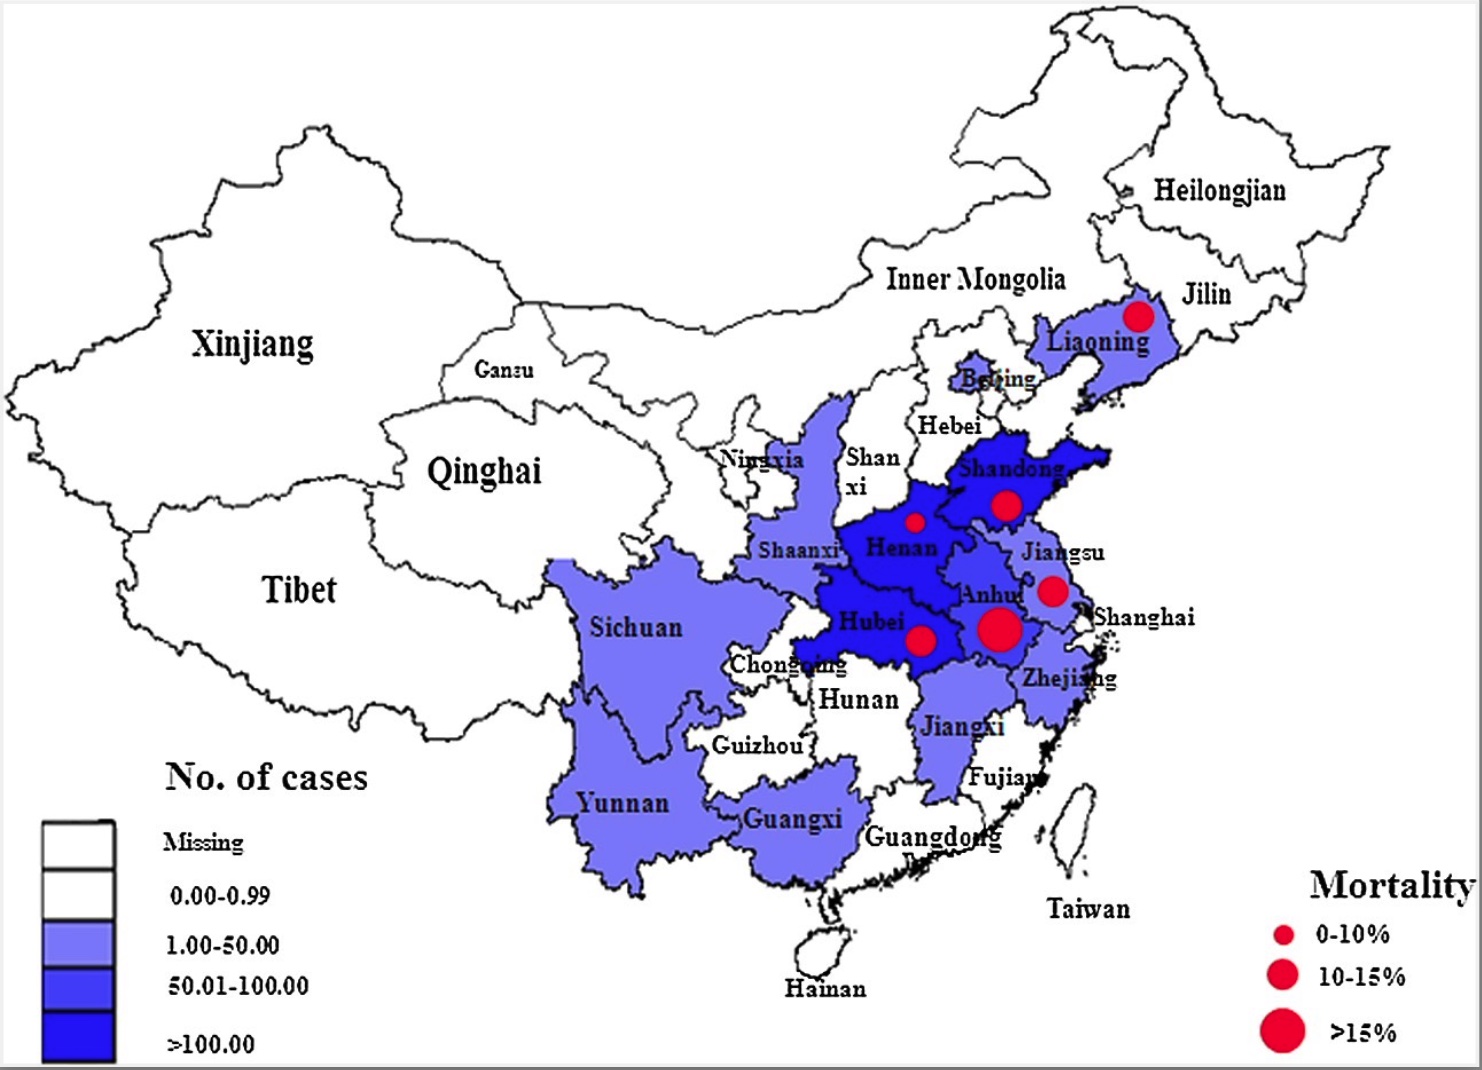 Heilongjian
Inner Mongolia
Jilin
Xinjiang
Liaoning
Gansu
Beijing
Hebei
Ningxia
Shan
xi
Shandong
Qinghai
Shaanxi
Henan
Jiangsu
Tibet
Anhui
Shanghai
Sichuan
Hubei
Chongqing
Zhejiang
Hunan
Jiangxi
Guizhou
Fujian
Yunnan
Guangxi
Guangdong
Taiwan
Hainan
No. of cases
Missing
0.00-0.99
1.00-50.00
50.01-100.00
>100.00
Mortality
0-10%
10-15%
>15%